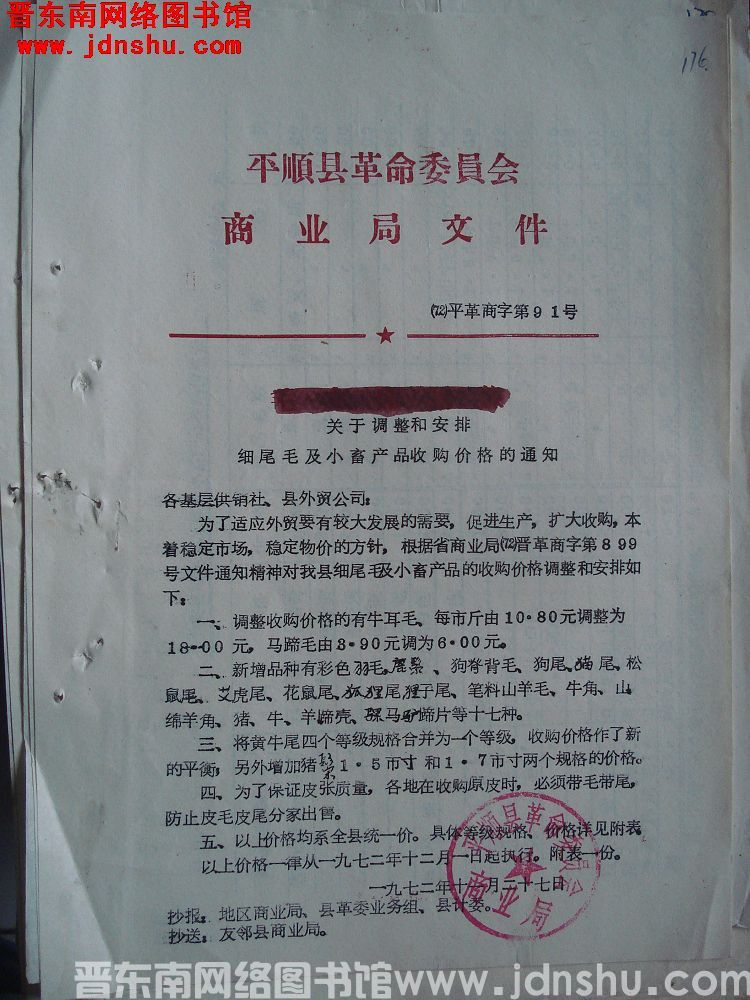 晋东南网络图书馆
www.jdnshu.com
176.
平順县革命委員会
商业局文件
(72)平革商字第91号
关于调整和安排
细尾毛及小畜产品收购价格的通知
各基层供销社、县外贸公司：
为了适应外贸要有较大发展的需要，促进生产，扩大收购，本
着稳定市场，稳定物价的方针，根据省商业局(72)晋革商字第899
号文件通知精神对我县细尾毛及小畜产品的收购价格调整和安排如
下：
一、调整收购价格的有牛耳毛、每市斤由10·80元调整为
18—00元，马蹄毛由3·90元调为6·00元。
二、新增品种有彩色羽毛、鹿 、狗脊背毛、狗尾、猫尾、松
鼠尾、艾虎尾、花鼠尾、狐狸尾狸子尾、笔料山羊毛、牛角、山
绵羊角、猪、牛、羊蹄壳、骡马驴蹄片等十七种。
三、将黄牛尾四个等级规格合并为一个等级，收购价格作了新
的平衡，另外增加猪鬃1·5市寸和1·7市寸两个规格的价格。
四、为了保证皮张质量，各地在收购原皮时，必须带毛带尾，
防止皮毛皮尾分家出售。
五、以上价格均系全县统一价。具体等级规格、价格详见附表。
以上价格一律从一九七二年十二月一日起执行。附表一份。
一九七二年十一月二十七日
平顺县革命委员会
商业局
抄报：地区商业局、县革委业务组、县计委。
抄送：友邻县商业局。
晋东南网络图书馆www.jdnshu.com